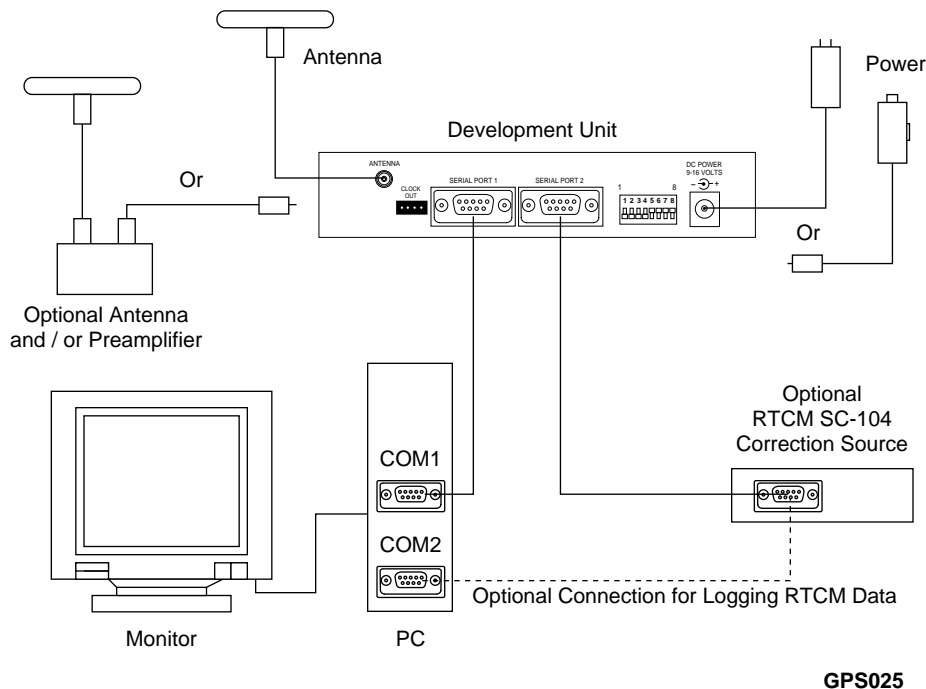 Antenna
Power
Development Unit
ANTENNA
CLOCK
OUT
SERIAL PORT 1
SERIAL PORT 2
1 8
1 2 3 4 5 6 7 8
DC POWER
9-16 VOLTS
– +
Or
Or
Optional Antenna
and / or Preamplifier
Optional
RTCM SC-104
Correction Source
COM1
COM2
Optional Connection for Logging RTCM Data
Monitor
PC
GPS025